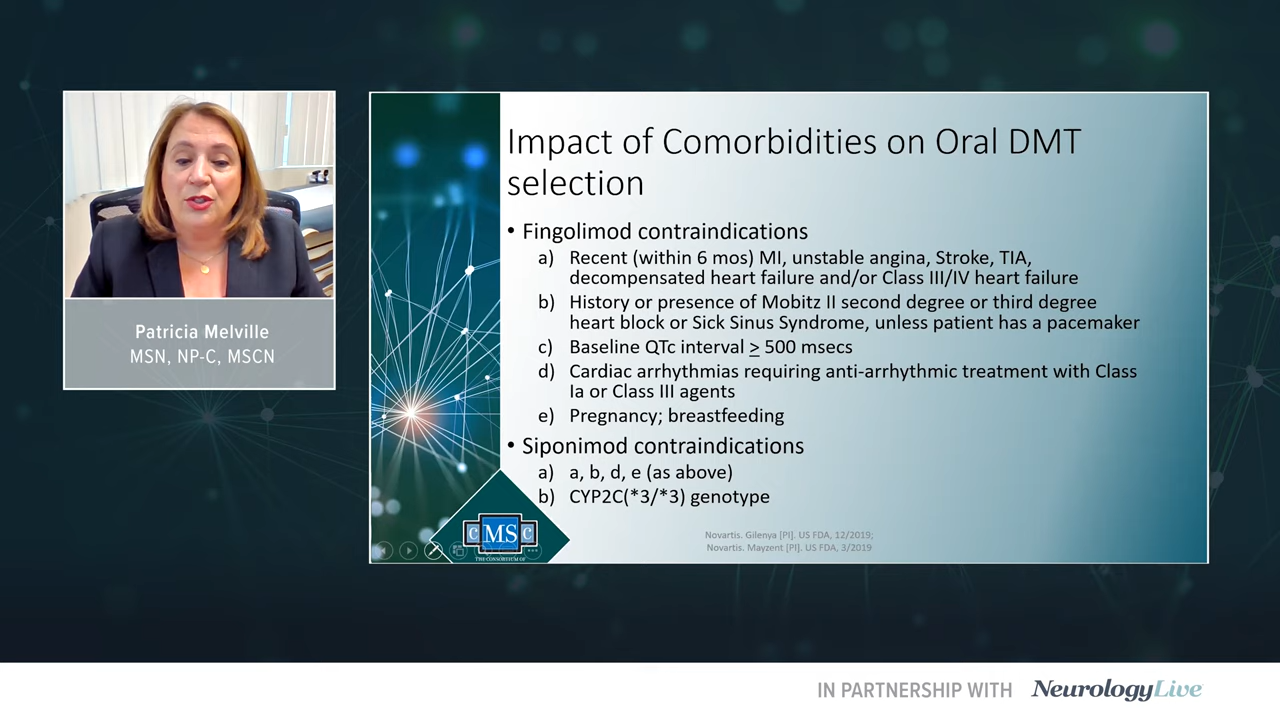 Patricia Melville
MSN, NP-C, MSCN
Impact of Comorbidities on Oral DMT
selection
• Fingolimod contraindications
a) Recent (within 6 mos) MI, unstable angina, Stroke, TIA,
decompensated heart failure and/or Class III/IV heart failure
b) History or presence of Mobitz II second degree or third degree
heart block or Sick Sinus Syndrome, unless patient has a pacemaker
c) Baseline QTc interval ≥ 500 msecs
d) Cardiac arrhythmias requiring anti-arrhythmic treatment with Class
Ia or Class III agents
e) Pregnancy; breastfeeding
• Siponimod contraindications
a) a, b, d, e (as above)
b) CYP2C(*3/*3) genotype
Novartis. Gilenya [PI]. US FDA, 12/2019;
Novartis. Mayzent [PI]. US FDA, 3/2019
CMSC
THE CONSORTIUM OF
IN PARTNERSHIP WITH NeurologyLive